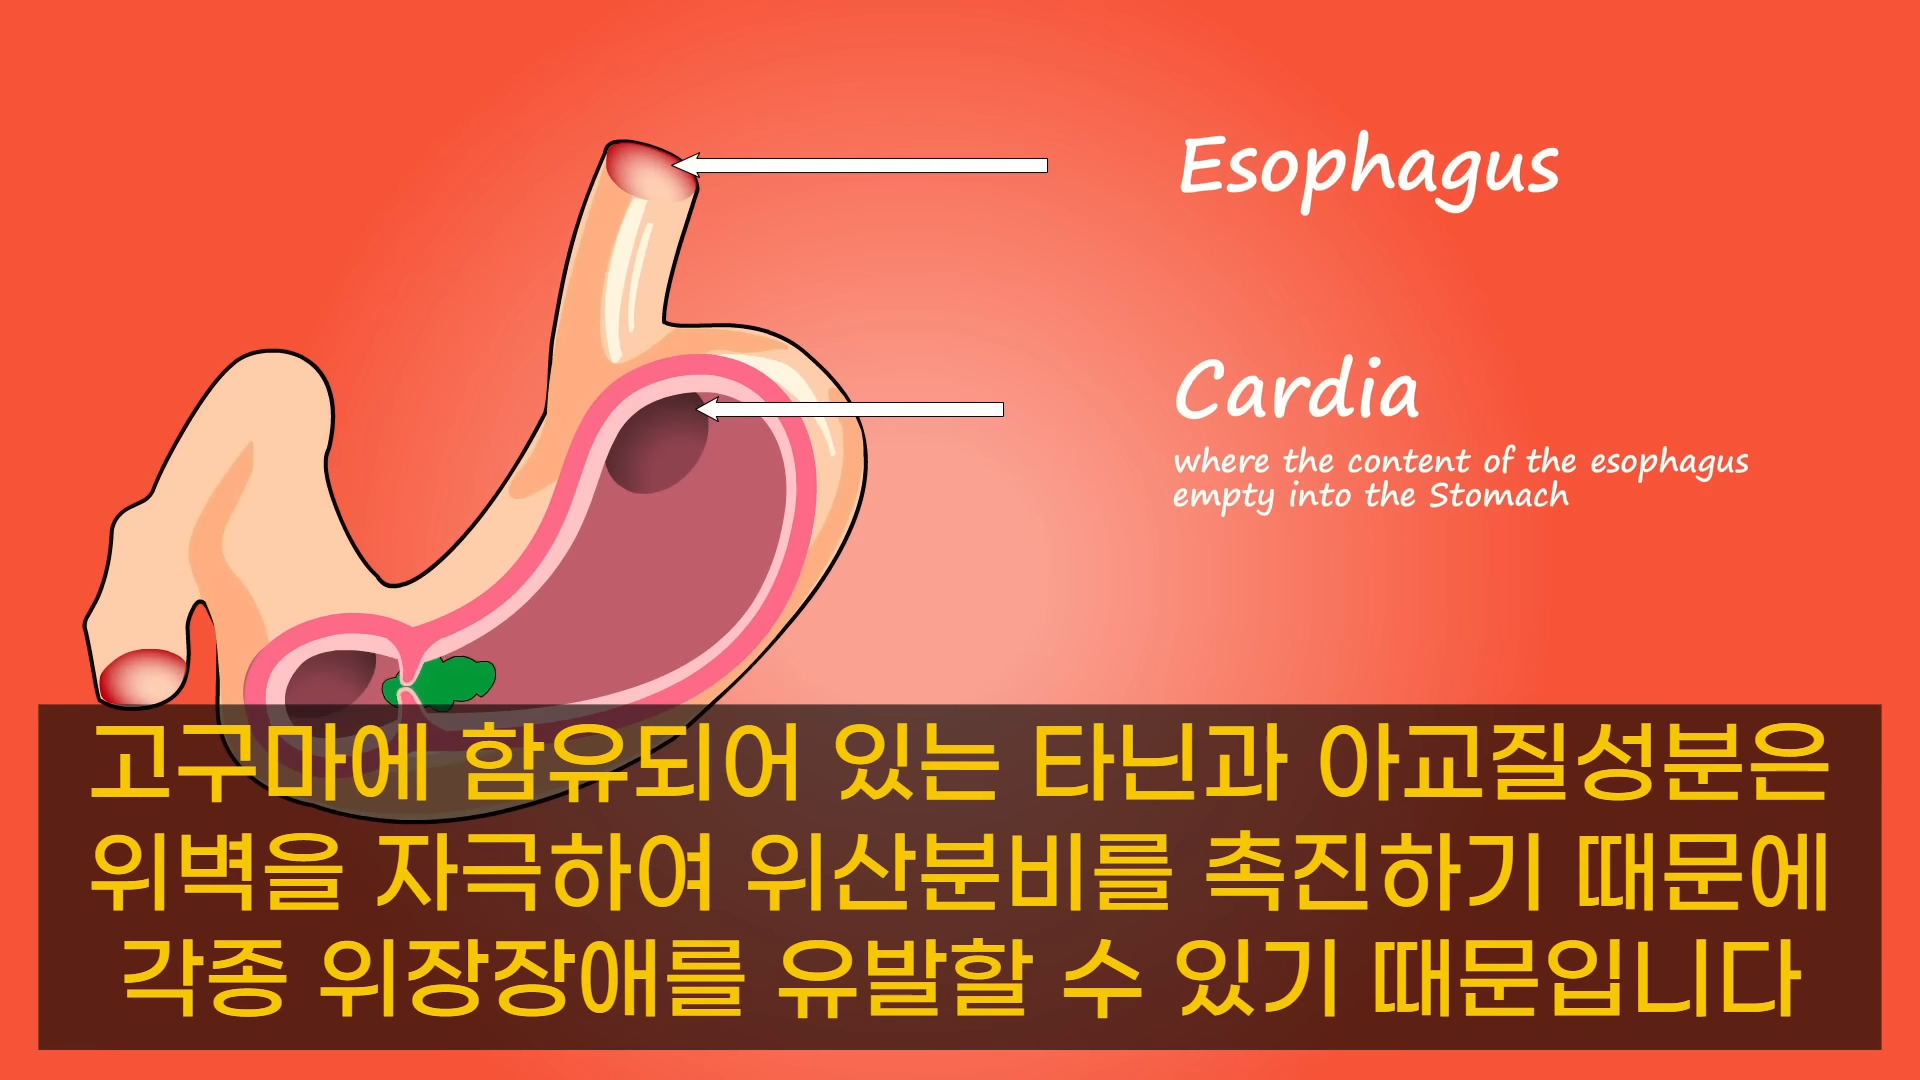 Esophagus
Cardia
where the content of the esophagus
empty into the Stomach
고구마에 함유되어 있는 타닌과 아교질성분은
위벽을 자극하여 위산분비를 촉진하기 때문에
각종 위장장애를 유발할 수 있기 때문입니다